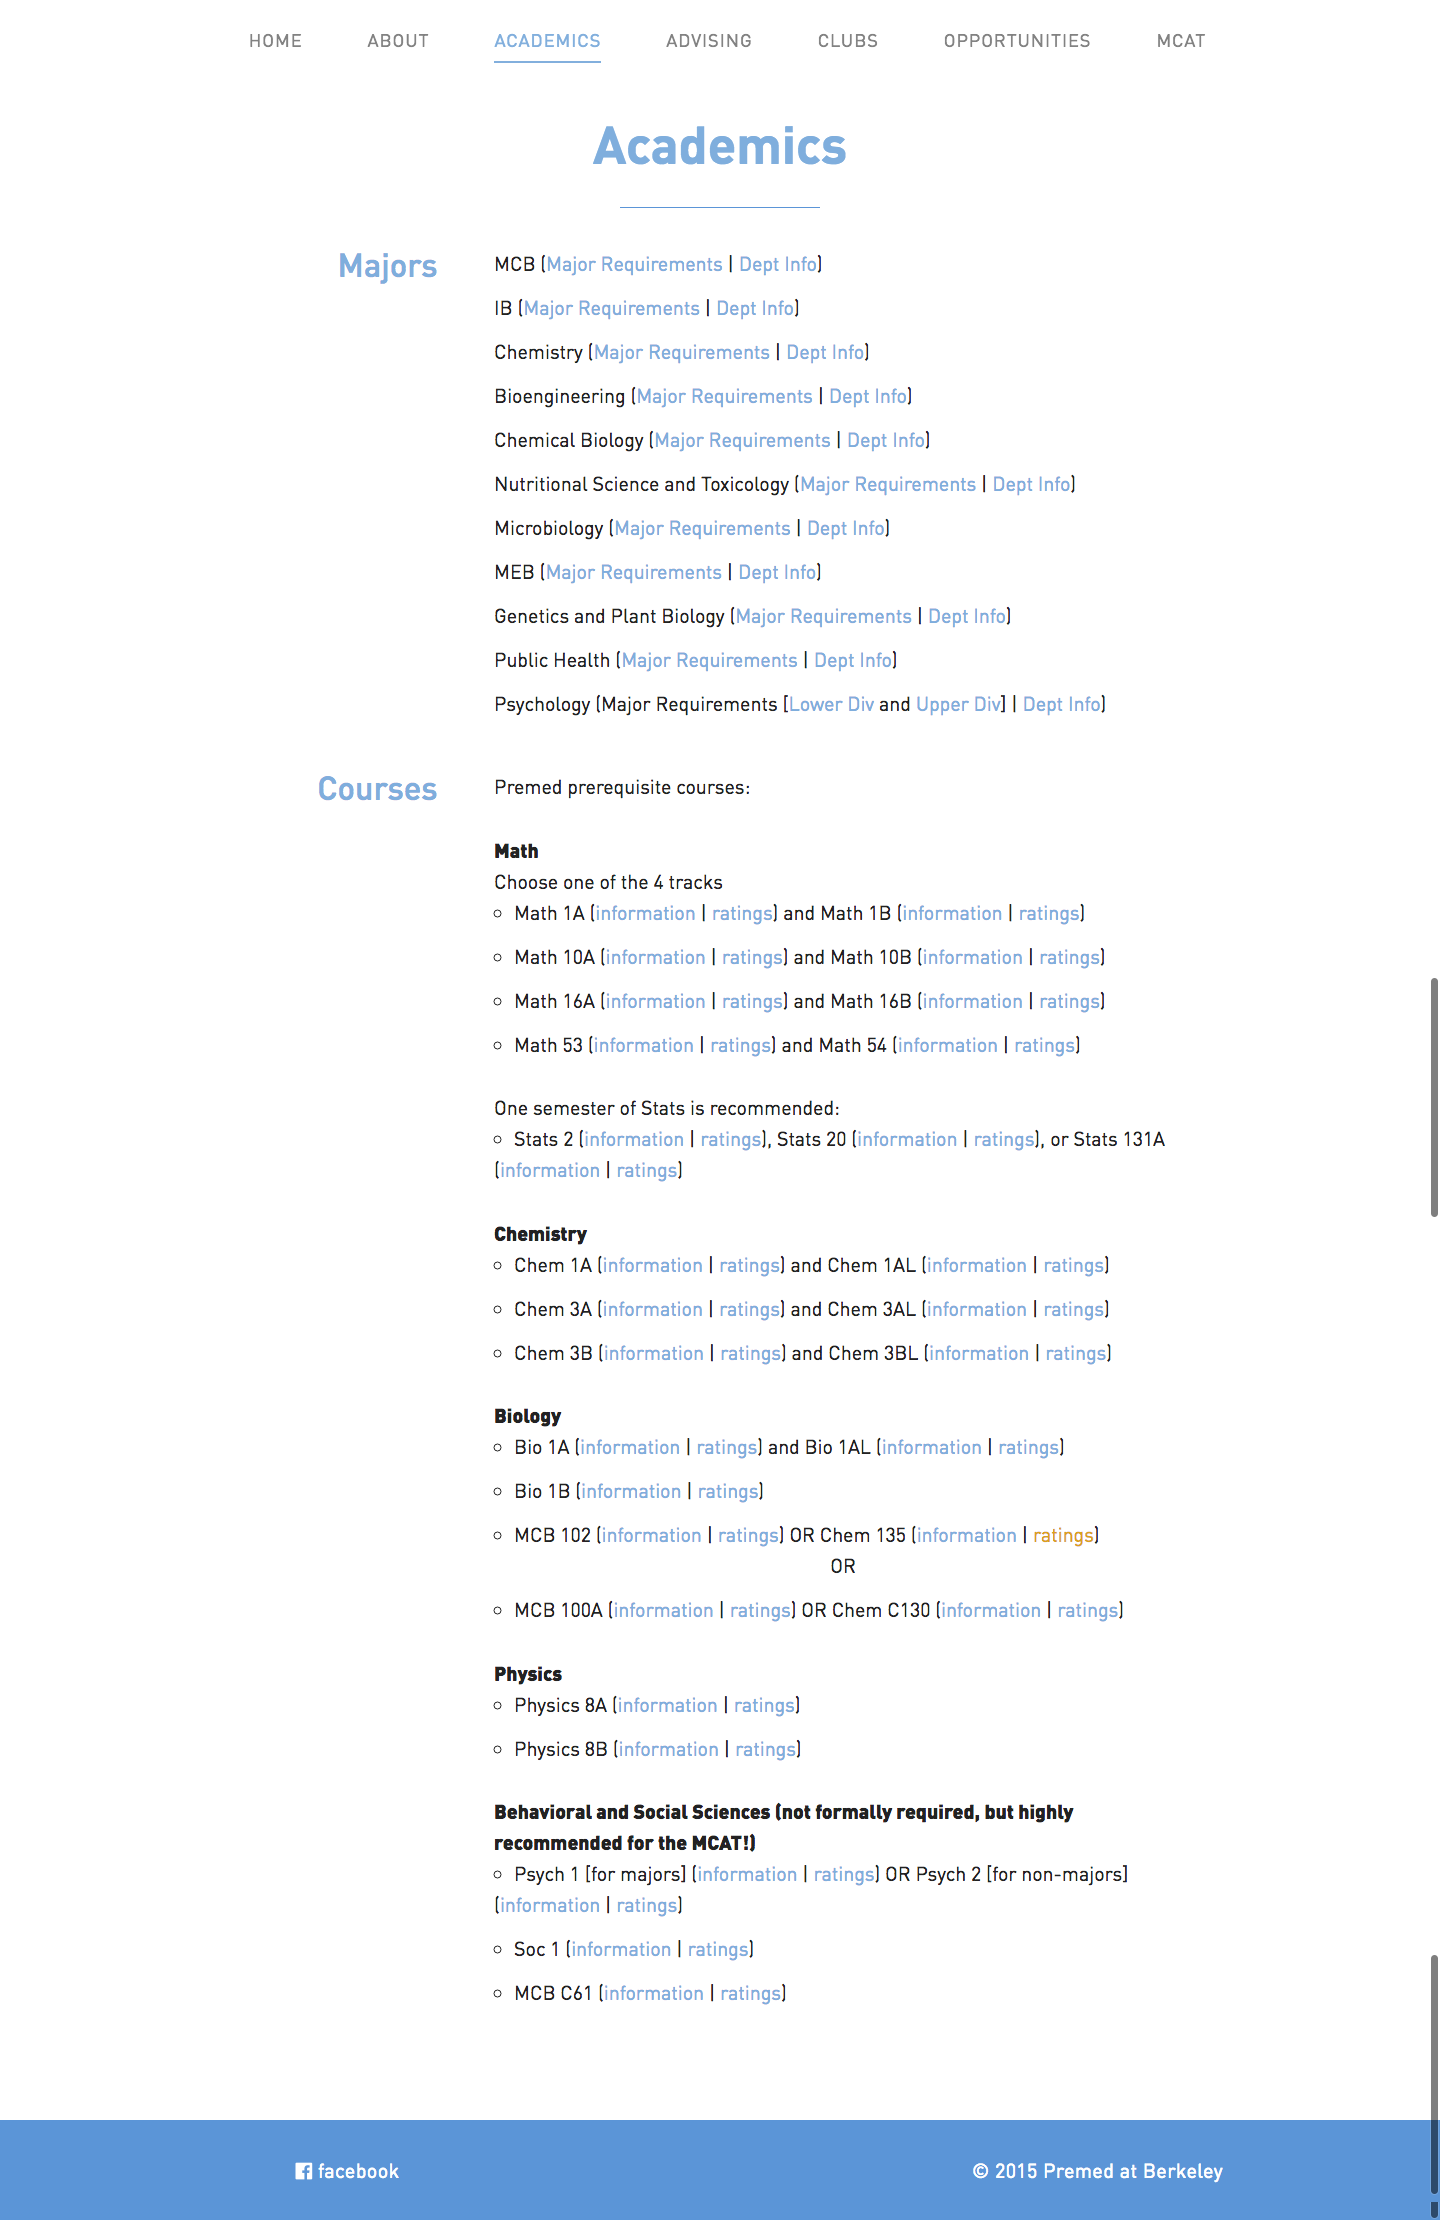 HOME ABOUT ACADEMICS ADVISING CLUBS OPPORTUNITIES MCAT
Academics
Majors
MCB (Major Requirements | Dept Info)
IB (Major Requirements | Dept Info)
Chemistry (Major Requirements | Dept Info)
Bioengineering (Major Requirements | Dept Info)
Chemical Biology (Major Requirements | Dept Info)
Nutritional Science and Toxicology (Major Requirements | Dept Info)
Microbiology (Major Requirements | Dept Info)
MEB (Major Requirements | Dept Info)
Genetics and Plant Biology (Major Requirements | Dept Info)
Public Health (Major Requirements | Dept Info)
Psychology (Major Requirements [Lower Div and Upper Div] | Dept Info)
Courses
Premed prerequisite courses:
Math
Choose one of the 4 tracks
◦ Math 1A (information | ratings) and Math 1B (information | ratings)
◦ Math 10A (information | ratings) and Math 10B (information | ratings)
◦ Math 16A (information | ratings) and Math 16B (information | ratings)
◦ Math 53 (information | ratings) and Math 54 (information | ratings)
One semester of Stats is recommended:
◦ Stats 2 (information | ratings), Stats 20 (information | ratings), or Stats 131A
(information | ratings)
Chemistry
◦ Chem 1A (information | ratings) and Chem 1AL (information | ratings)
◦ Chem 3A (information | ratings) and Chem 3AL (information | ratings)
◦ Chem 3B (information | ratings) and Chem 3BL (information | ratings)
Biology
◦ Bio 1A (information | ratings) and Bio 1AL (information | ratings)
◦ Bio 1B (information | ratings)
◦ MCB 102 (information | ratings) OR Chem 135 (information | ratings)
OR
◦ MCB 100A (information | ratings) OR Chem C130 (information | ratings)
Physics
◦ Physics 8A (information | ratings)
◦ Physics 8B (information | ratings)
Behavioral and Social Sciences (not formally required, but highly
recommended for the MCAT!)
◦ Psych 1 [for majors] (information | ratings) OR Psych 2 [for non-majors]
(information | ratings)
◦ Soc 1 (information | ratings)
◦ MCB C61 (information | ratings)
facebook
© 2015 Premed at Berkeley